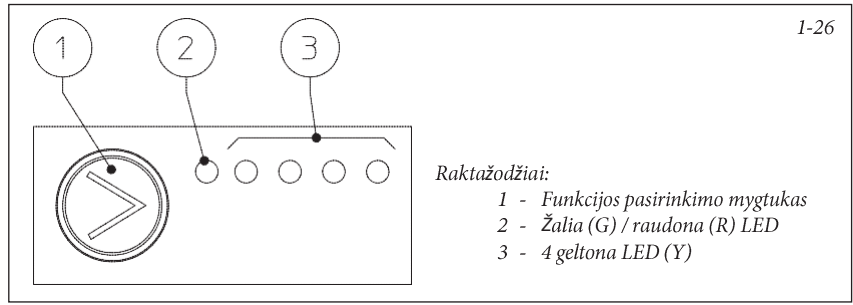 1-26
1 2 3
Raktažodžiai:
1 - Funkcijos pasirinkimo mygtukas
2 - Žalia (G) / raudona (R) LED
3 - 4 geltona LED (Y)